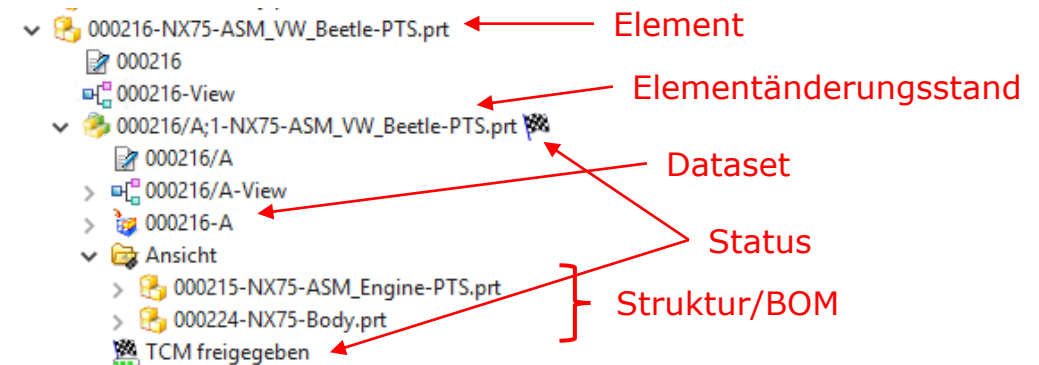 000216-NX75-ASM_VW_Beetle-PTS.prt
Element
000216
000216-View
Elementänderungsstand
000216/A;1-NX75-ASM_VW_Beetle-PTS.prt
000216/A
Dataset
000216/A-View
000216-A
Status
Ansicht
000215-NX75-ASM_Engine-PTS.prt
Struktur/BOM
000224-NX75-Body.prt
TCM freigegeben